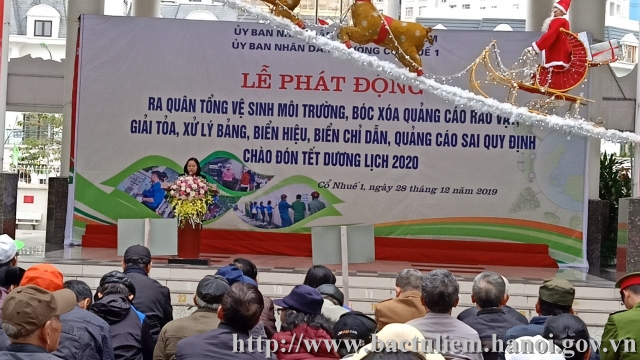 ỦY BAN NHÂN
ỦY BAN NHÂN DÂN PHƯỜNG CỔ NHUẾ 1
LỄ PHÁT ĐỘNG
RA QUÂN TỔNG VỆ SINH MÔI TRƯỜNG, BÓC XÓA QUẢNG CÁO RAO VẶT
GIẢI TỎA, XỬ LÝ BẢNG, BIỂN HIỆU, BIỂN CHỈ DẪN, QUẢNG CÁO SAI QUY ĐỊNH
CHÀO ĐÓN TẾT DƯƠNG LỊCH 2020
Cổ Nhuế 1, ngày 28 tháng 12 năm 2019
http://www.bactuliem.hanoi.gov.vn/